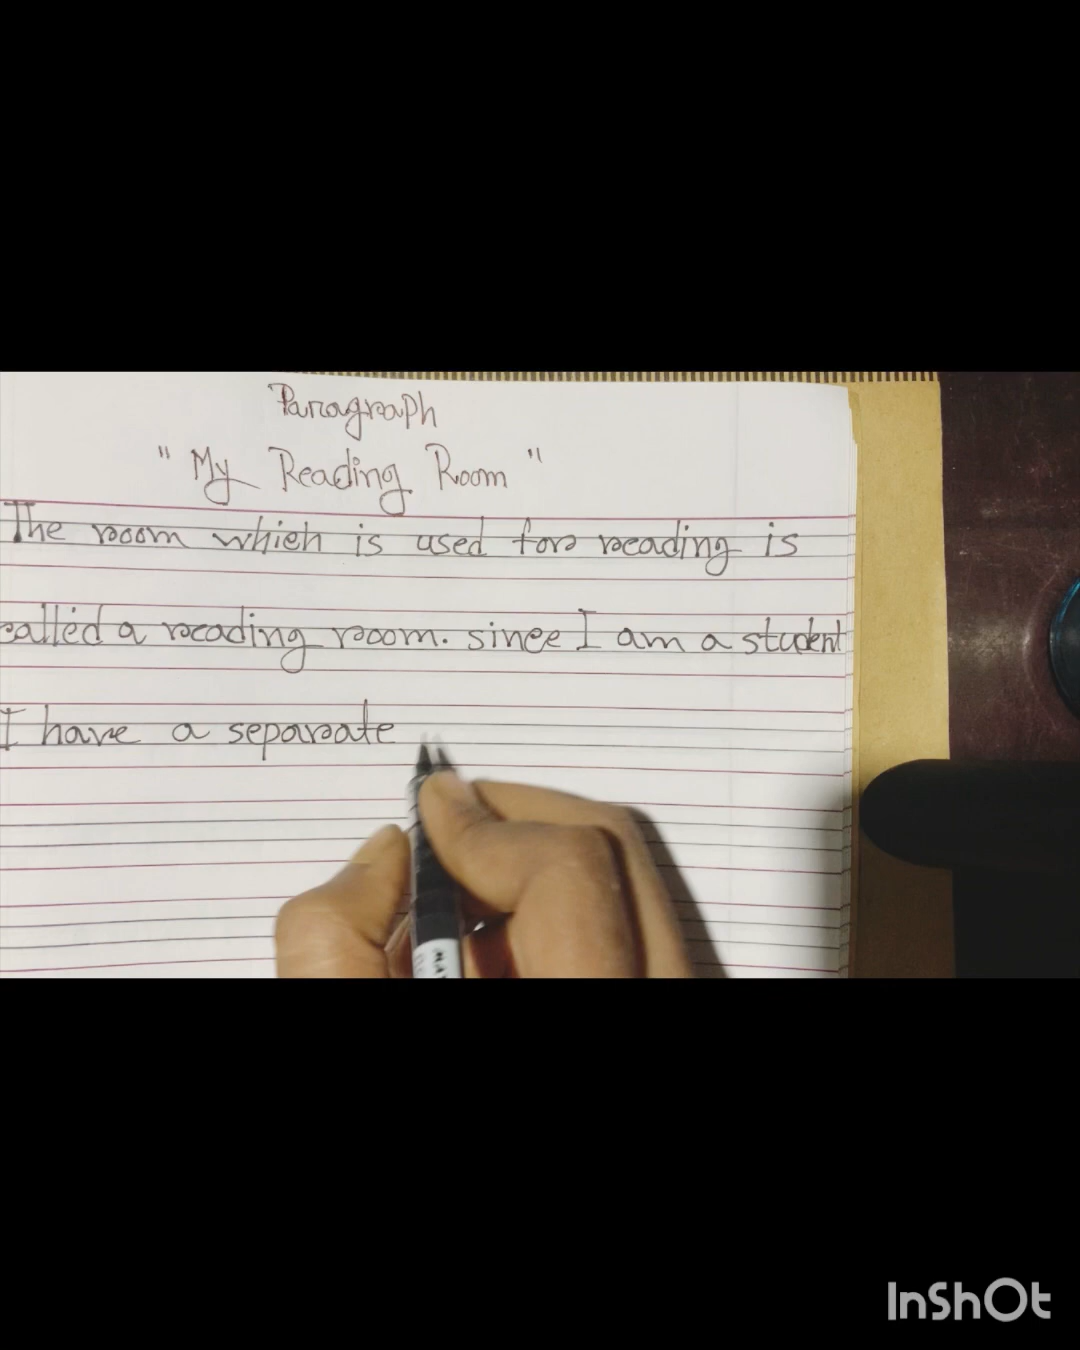 Paragraph
" My Reading Room "
The room which is used for reading is
called a reading room. since I am a student
I have a separate
InShOt